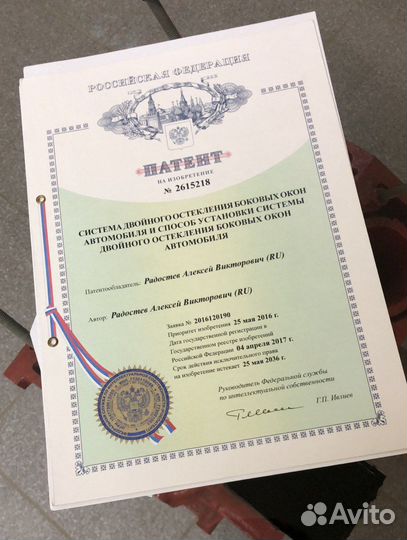 РОССИЙСКАЯ ФЕДЕРАЦИЯ
ПАТЕНТ
НА ИЗОБРЕТЕНИЕ
№ 2615218
СИСТЕМА ДВОЙНОГО ОСТЕКЛЕНИЯ БОКОВЫХ ОКОН
АВТОМОБИЛЯ И СПОСОБ УСТАНОВКИ СИСТЕМЫ
ДВОЙНОГО ОСТЕКЛЕНИЯ БОКОВЫХ ОКОН
АВТОМОБИЛЯ
Патентообладатель: Радостев Алексей Викторович (RU)
Автор: Радостев Алексей Викторович (RU)
Заявка № 2016120190
Приоритет изобретения 25 мая 2016 г.
Дата государственной регистрации в
Государственном реестре изобретений
Российской Федерации 04 апреля 2017 г.
Срок действия исключительного права
на изобретение истекает 25 мая 2036 г.
Руководитель Федеральной службы
по интеллектуальной собственности
Г.П. Ивлиев
Avito